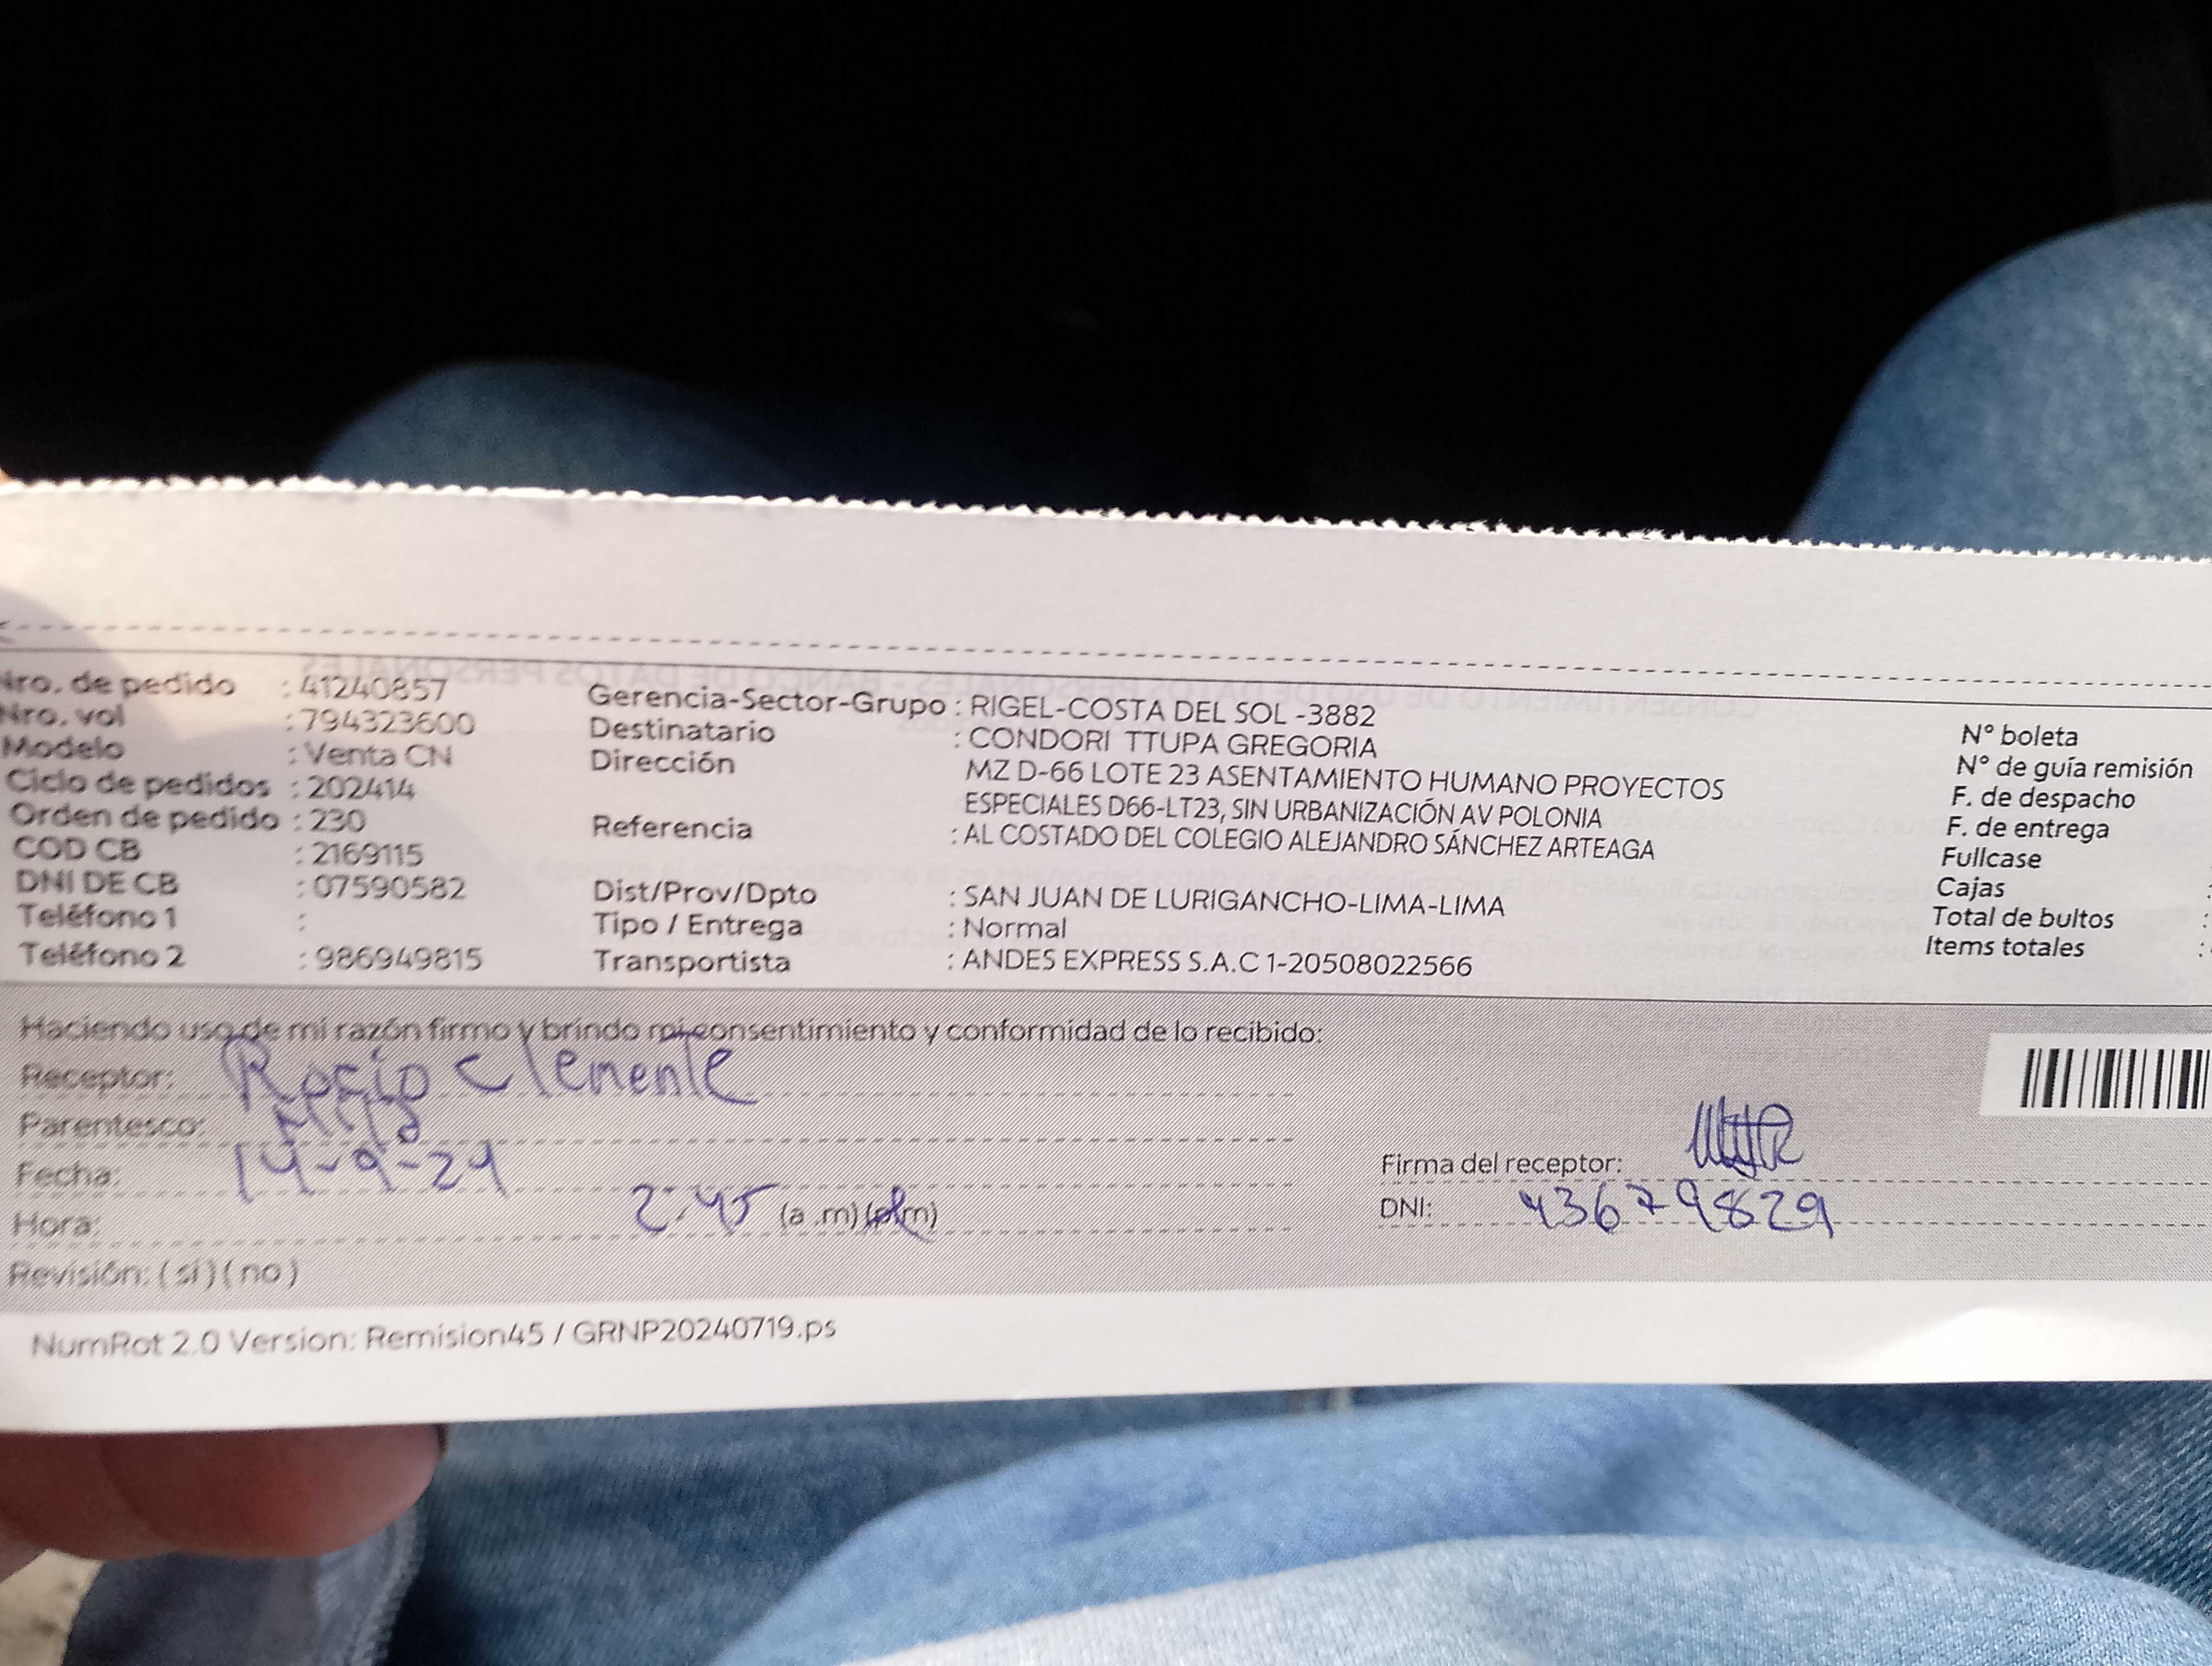 Nro. de pedido : 41240857
Nro. vol : 794323600
Modelo : Venta CN
Ciclo de pedidos : 202414
Orden de pedido : 230
COD CB : 2169115
DNI DE CB : 07590582
Teléfono 1 :
Teléfono 2 : 986949815
Gerencia-Sector-Grupo : RIGEL-COSTA DEL SOL -3882
Destinatario : CONDORI TTUPA GREGORIA
Dirección MZ D-66 LOTE 23 ASENTAMIENTO HUMANO PROYECTOS
ESPECIALES D66-LT23, SIN URBANIZACIÓN AV POLONIA
Referencia : AL COSTADO DEL COLEGIO ALEJANDRO SÁNCHEZ ARTEAGA
Dist/Prov/Dpto : SAN JUAN DE LURIGANCHO-LIMA-LIMA
Tipo / Entrega : Normal
Transportista : ANDES EXPRESS S.A.C 1-20508022566
N° boleta
N° de guía remisión
F. de despacho
F. de entrega
Fullcase
Cajas :
Total de bultos :
Items totales :
Haciendo uso de mi razón firmo y brindo mi consentimiento y conformidad de lo recibido:
Receptor: Rocio Clemente
Parentesco: Hija
Fecha: 14-9-24
Hora: 2:45 (a .m) (p.m)
Revisión: ( sí ) ( no )
Firma del receptor:
DNI: 43679829
NumRot 2.0 Version: Remision45 / GRNP20240719.ps